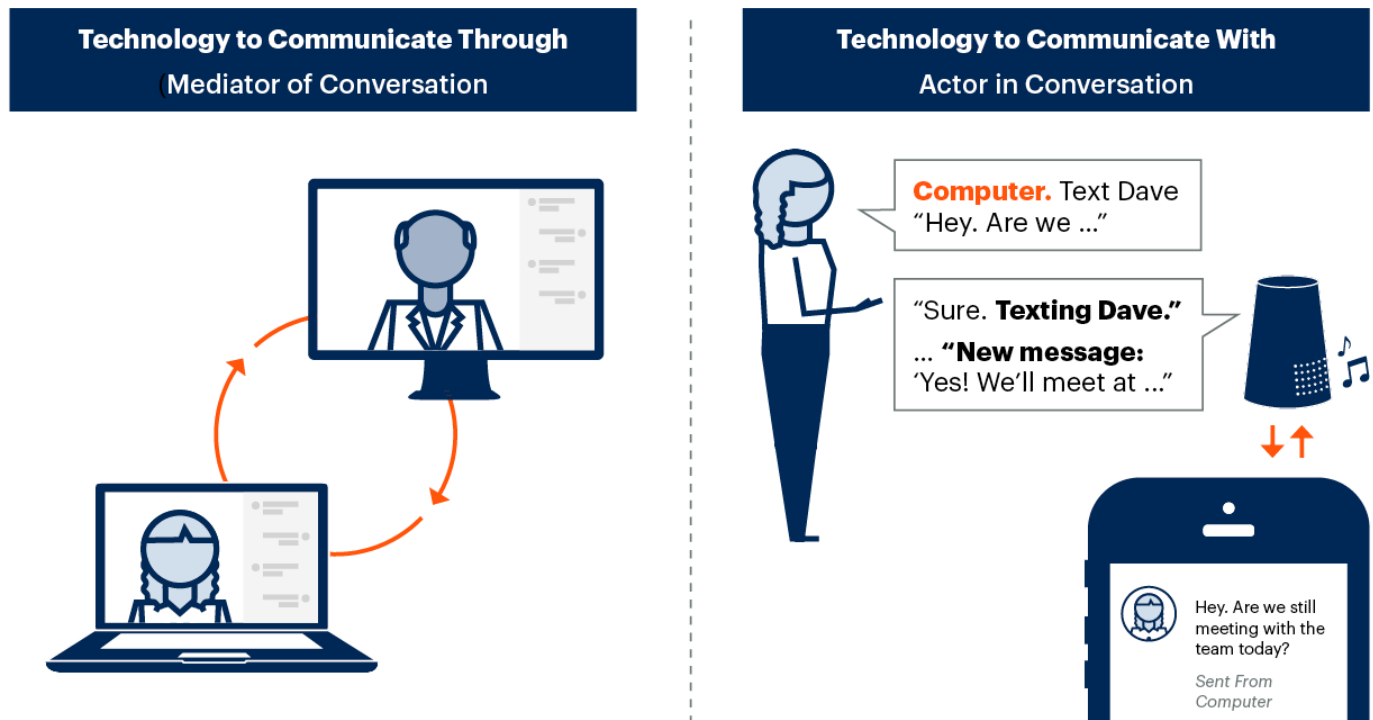 Technology to Communicate Through
(Mediator of Conversation
Technology to Communicate With
Actor in Conversation
Computer. Text Dave
“Hey. Are we ...”
“Sure. Texting Dave.”
... “New message:
‘Yes! We’ll meet at ...”
Hey. Are we still
meeting with the
team today?
Sent From
Computer